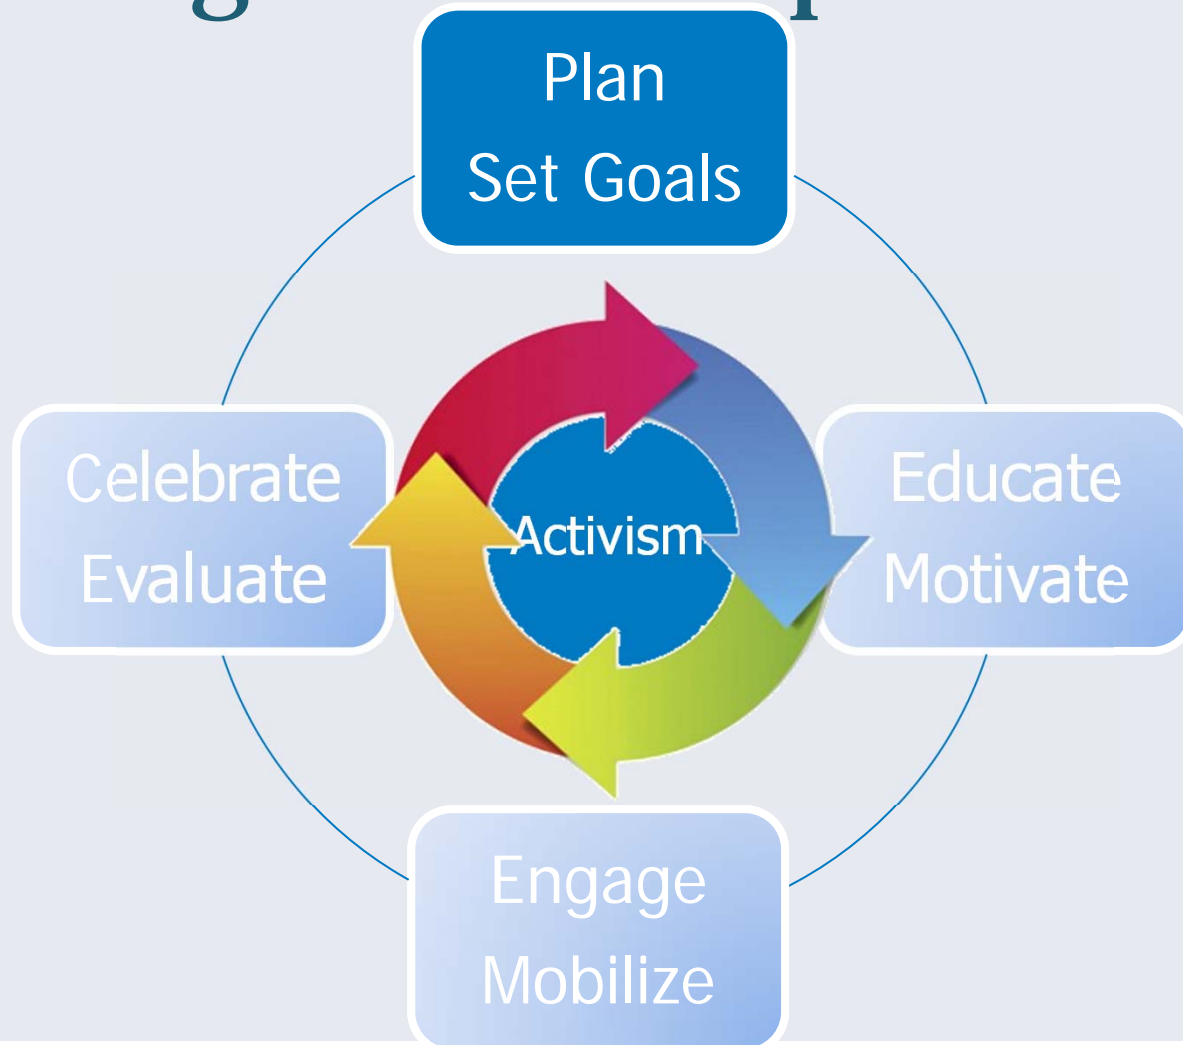 Plan
Set Goals
Celebrate
Evaluate
Activism
Educate
Motivate
Engage
Mobilize